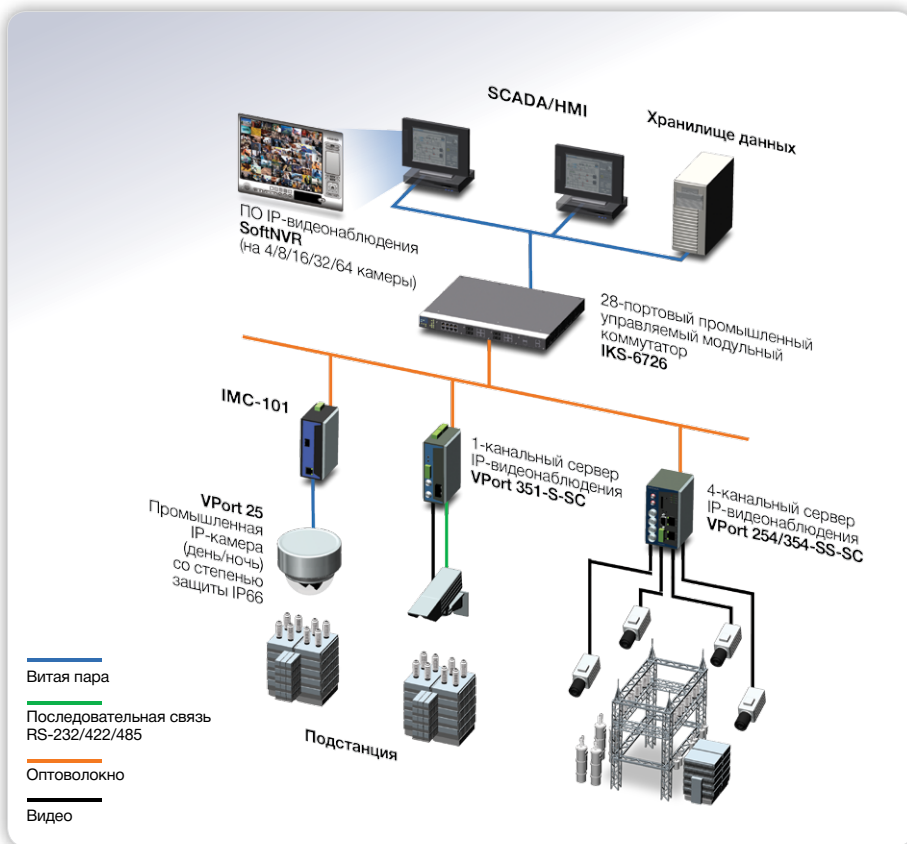 SCADA/HMI
Хранилище данных
ПО IP-видеонаблюдения
SoftNVR
(на 4/8/16/32/64 камеры)
28-портовый промышленный
управляемый модульный
коммутатор
IKS-6726
IMC-101
1-канальный сервер
IP-видеонаблюдения
VPort 351-S-SC
4-канальный сервер
IP-видеонаблюдения
VPort 254/354-SS-SC
VPort 25
Промышленная
IP-камера
(день/ночь)
со степенью
защиты IP66
Подстанция
Витая пара
Последовательная связь
RS-232/422/485
Оптоволокно
Видео